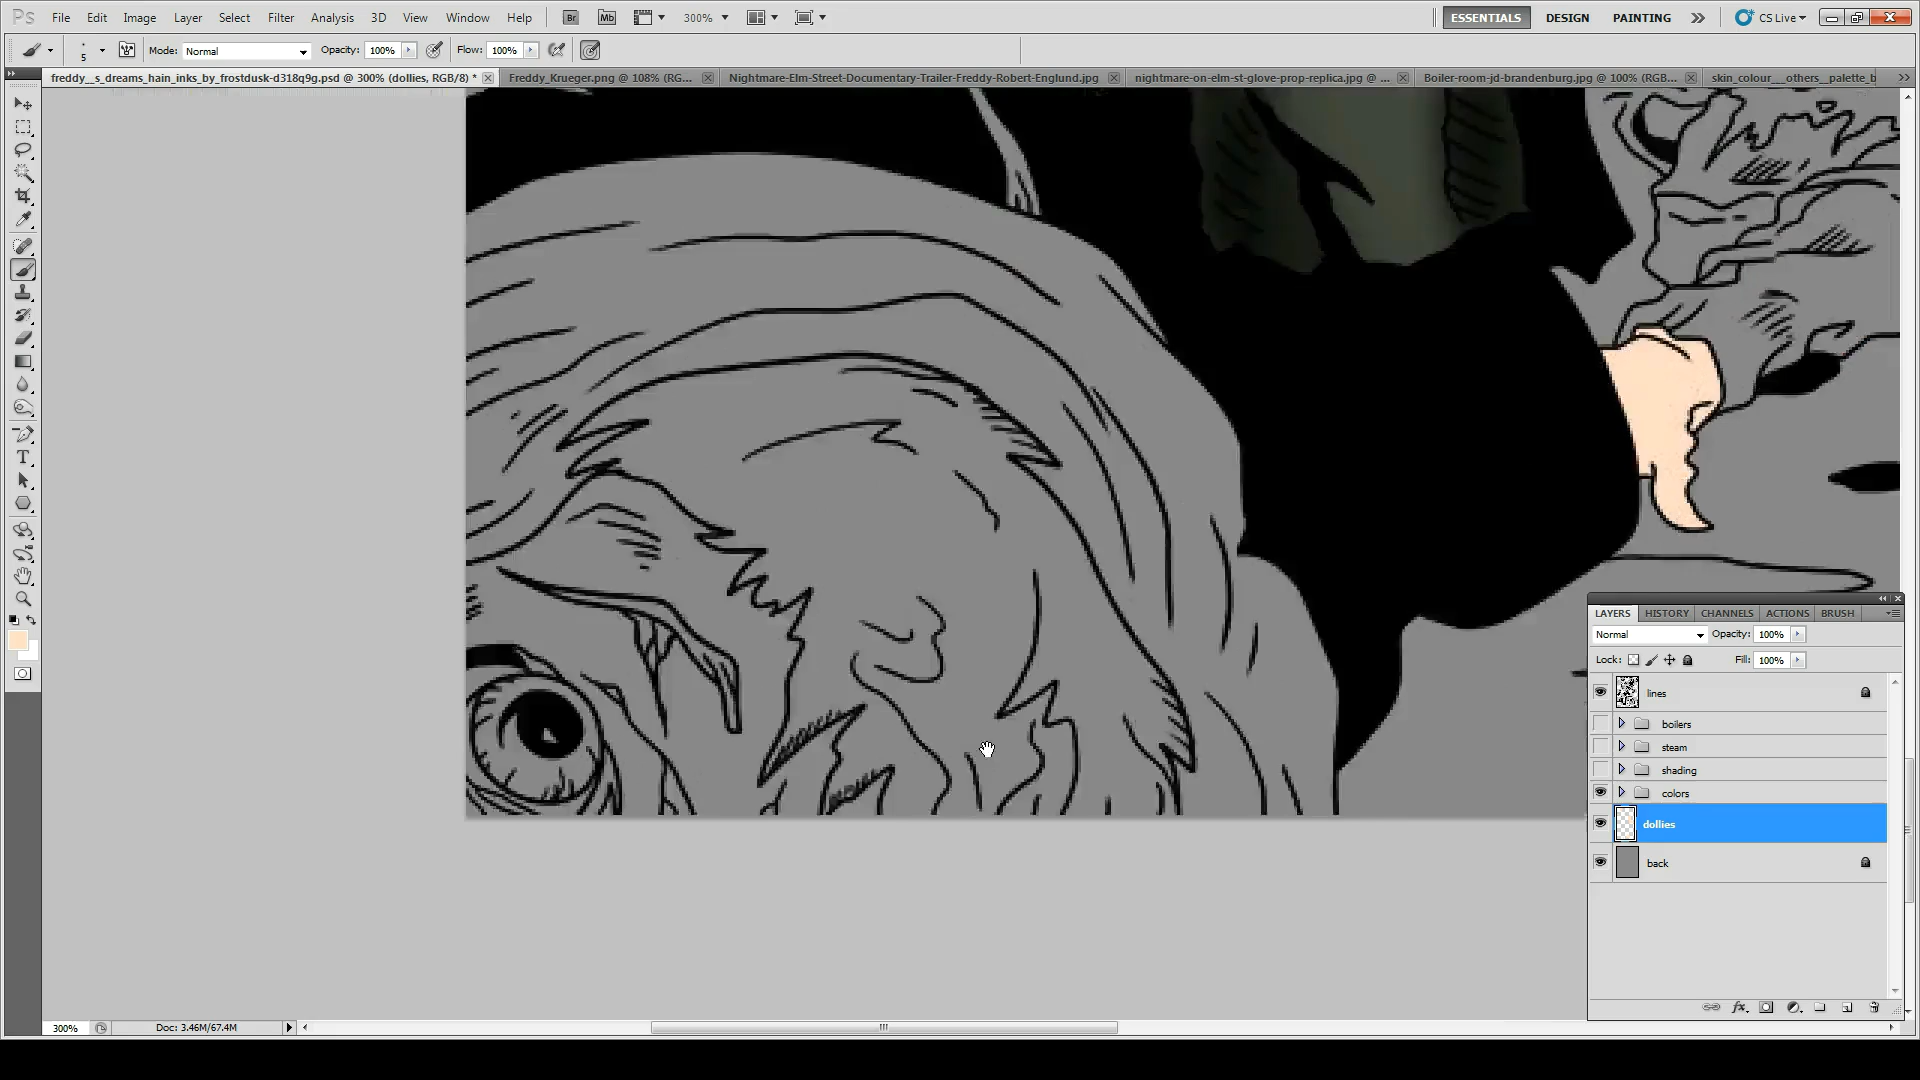 Ps File Edit Image Layer Select Filter Analysis 3D View Window Help Br Mb 300% ESSENTIALS DESIGN PAINTING CS Live
5 Mode: Normal Opacity: 100% Flow: 100%
freddy__s_dreams_hain_inks_by_frostdusk-d318q9g.psd @ 300% (dollies, RGB/8) * Freddy_Krueger.png @ 108% (RG... Nightmare-Elm-Street-Documentary-Trailer-Freddy-Robert-Englund.jpg nightmare-on-elm-st-glove-prop-replica.jpg @ ... Boiler-room-jd-brandenburg.jpg @ 100% (RGB... skin_colour___others__palette_b
T
LAYERS HISTORY CHANNELS ACTIONS BRUSH
Normal Opacity: 100%
Lock: Fill: 100%
lines
boilers
steam
shading
colors
dollies
back
fx
300% Doc: 3.46M/67.4M